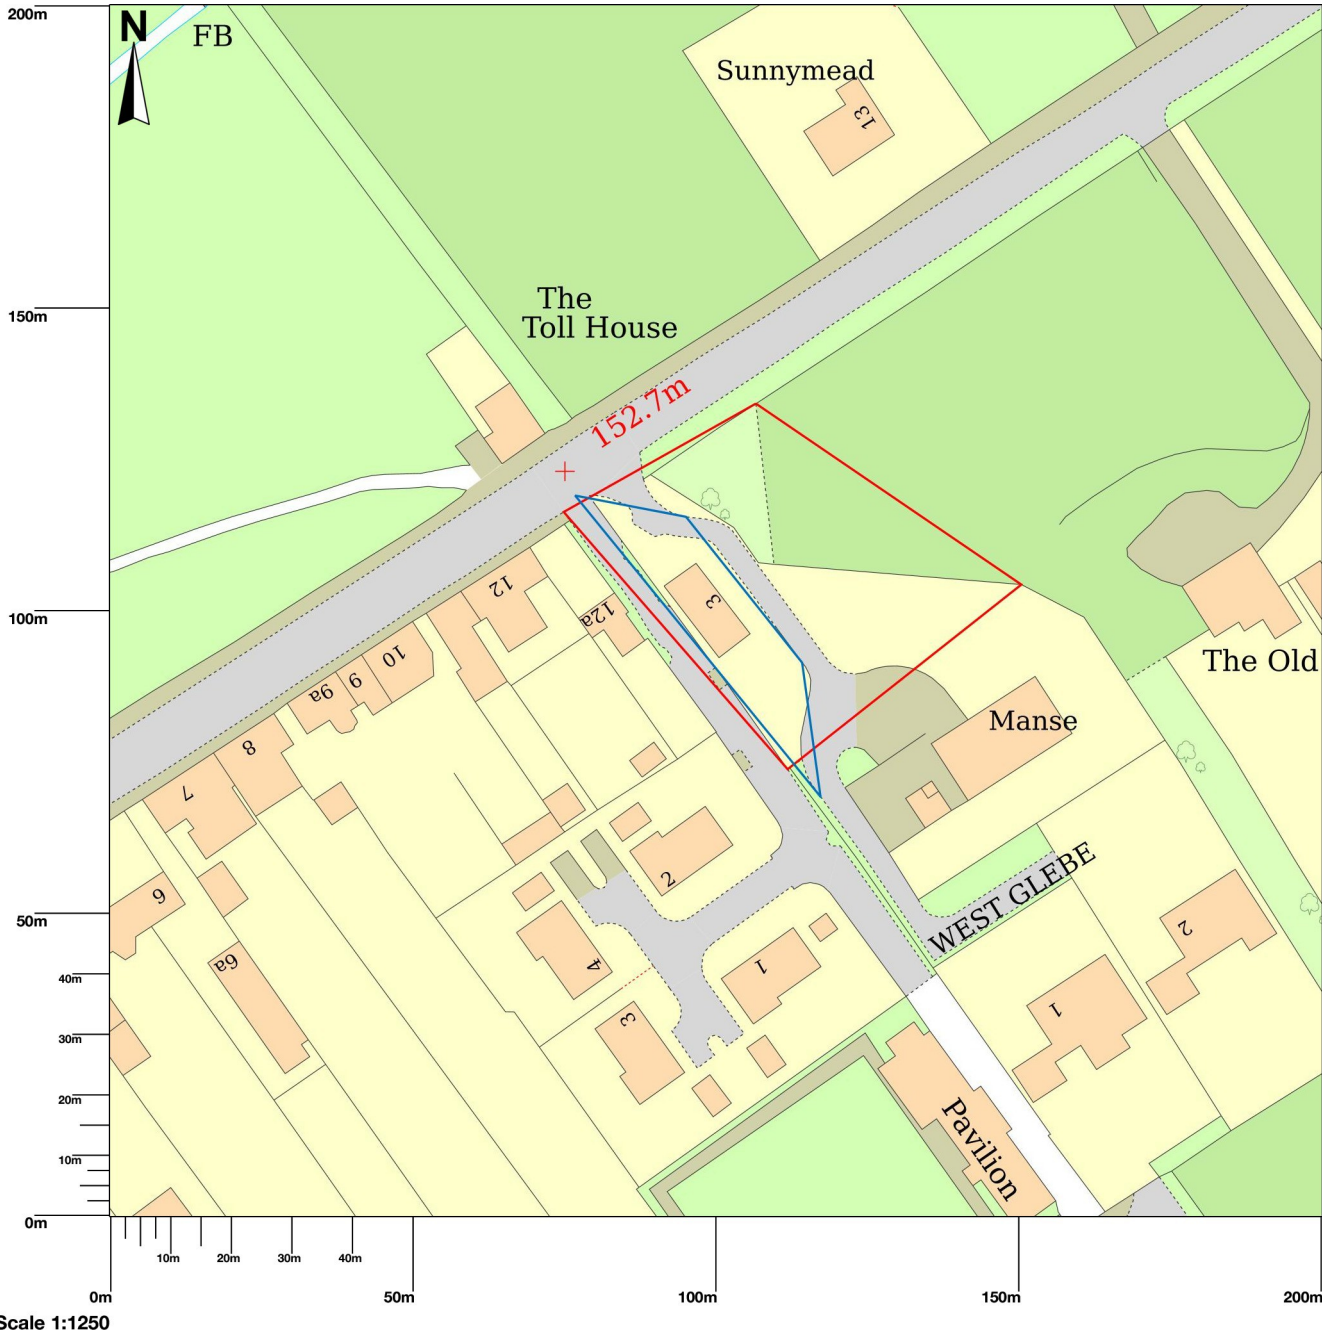 200m
N
FB
Sunnymead
13
150m
The
Toll House
152.7m
100m
12
12a
3
10
9
9a
8
7
The Old
Manse
2
6
6a
4
1
3
50m
WEST GLEBE
2
1
40m
30m
20m
10m
Pavilion
0m
10m
20m
30m
40m
0m
50m
100m
150m
200m
Scale 1:1250